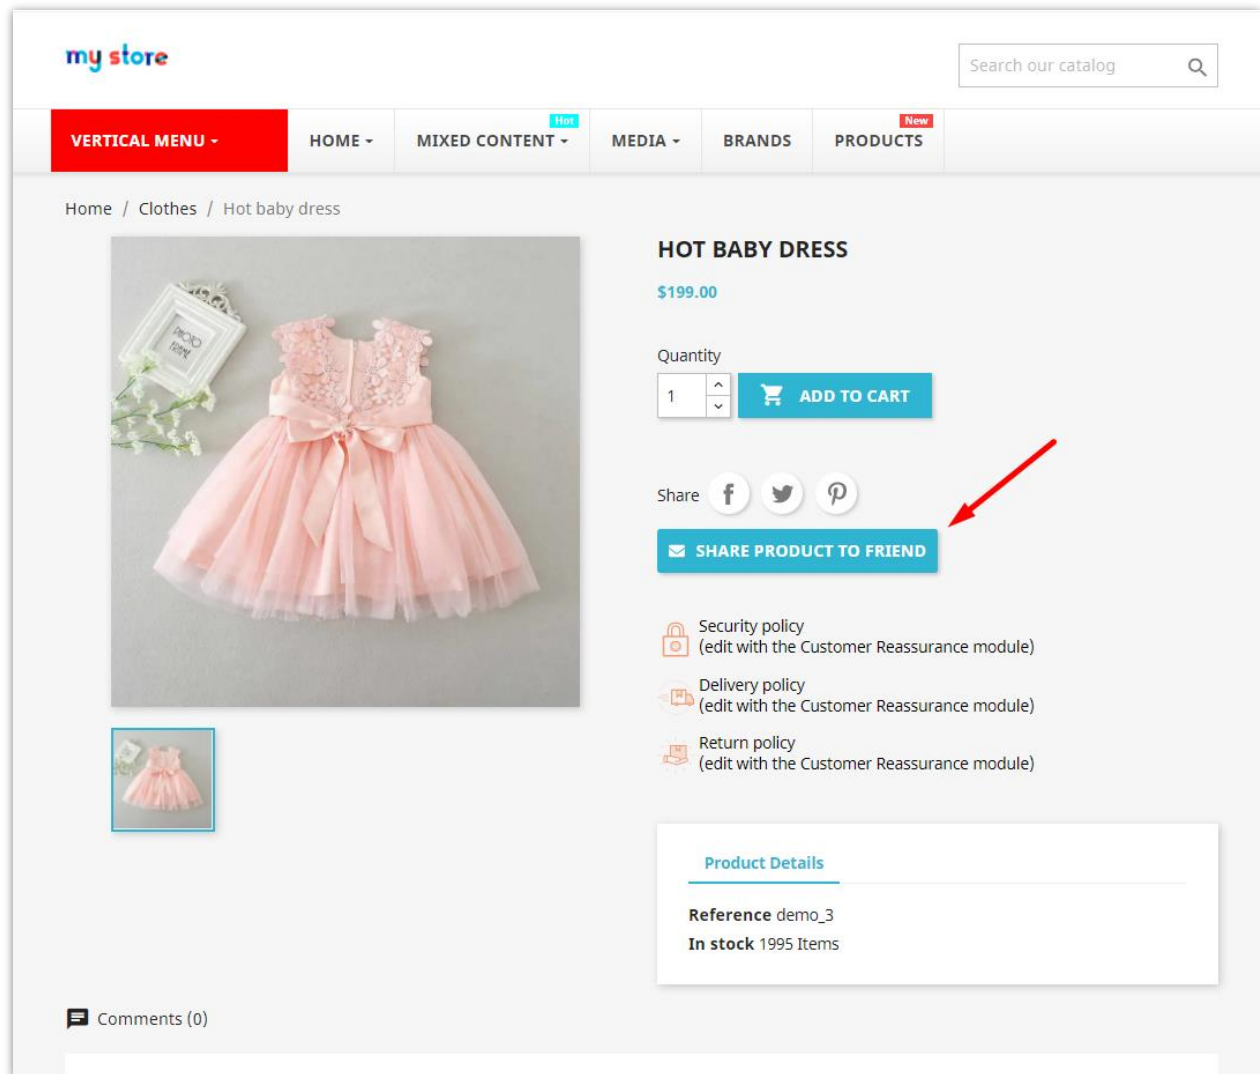 my store
Search our catalog
VERTICAL MENU
HOME
Hot
MIXED CONTENT
MEDIA
BRANDS
New
PRODUCTS
Home / Clothes / Hot baby dress
PHOTO
HOT BABY DRESS
$199.00
Quantity
1
ADD TO CART
Share
SHARE PRODUCT TO FRIEND
Security policy
(edit with the Customer Reassurance module)
Delivery policy
(edit with the Customer Reassurance module)
Return policy
(edit with the Customer Reassurance module)
Product Details
Reference demo_3
In stock 1995 Items
Comments (0)